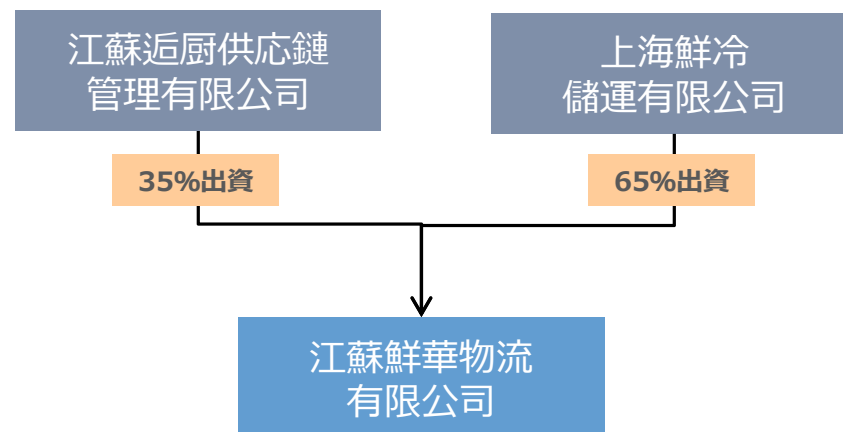 江蘇逅厨供応鏈
管理有限公司
上海鮮冷
儲運有限公司
35%出資
65%出資
江蘇鮮華物流
有限公司